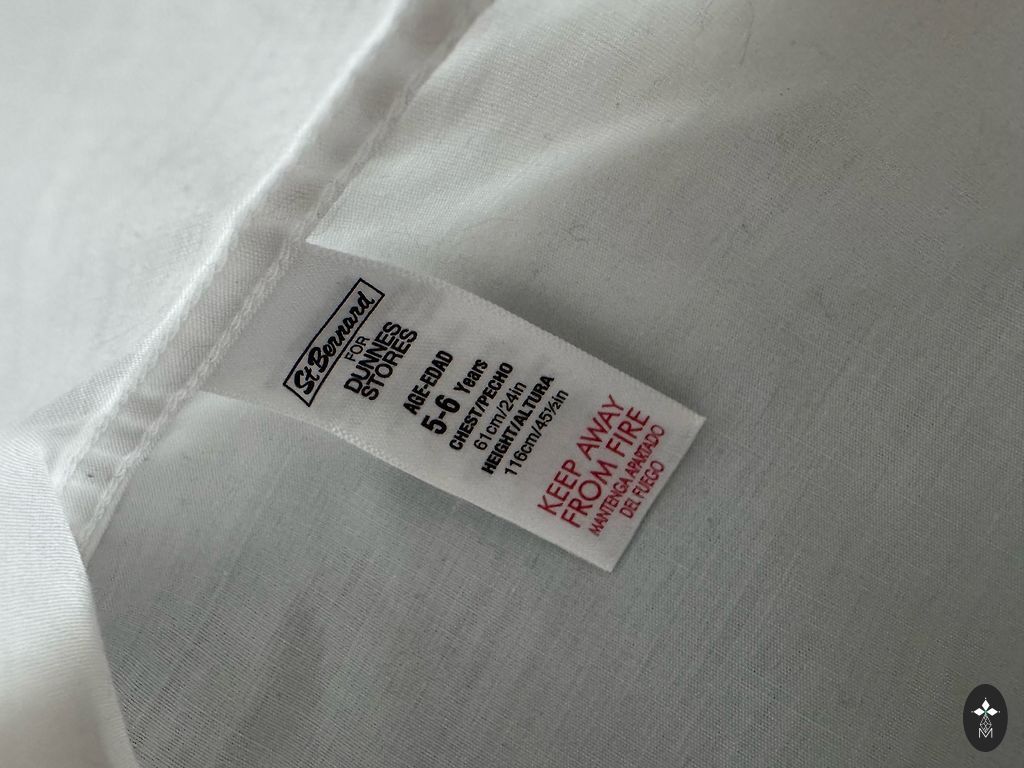 St. Bernard
FOR
DUNNES
STORES
AGE-EDAD
5-6 Years
CHEST/PECHO
61cm/24in
HEIGHT/ALTURA
116cm/45½in
KEEP AWAY
FROM FIRE
MANTENGA APARTADO
DEL FUEGO
M